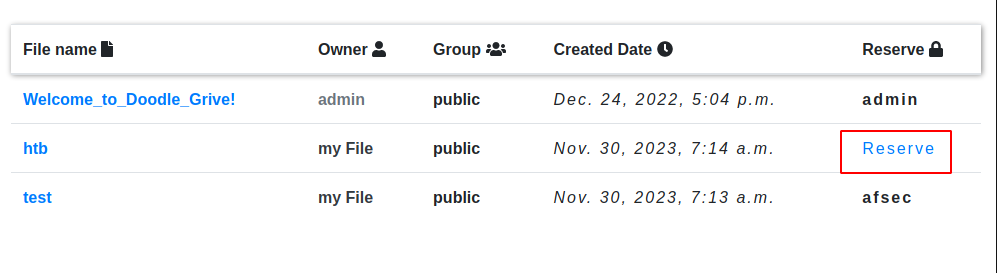 File name Owner Group Created Date Reserve
Welcome_to_Doodle_Grive! admin public Dec. 24, 2022, 5:04 p.m. admin
htb my File public Nov. 30, 2023, 7:14 a.m. Reserve
test my File public Nov. 30, 2023, 7:13 a.m. afsec